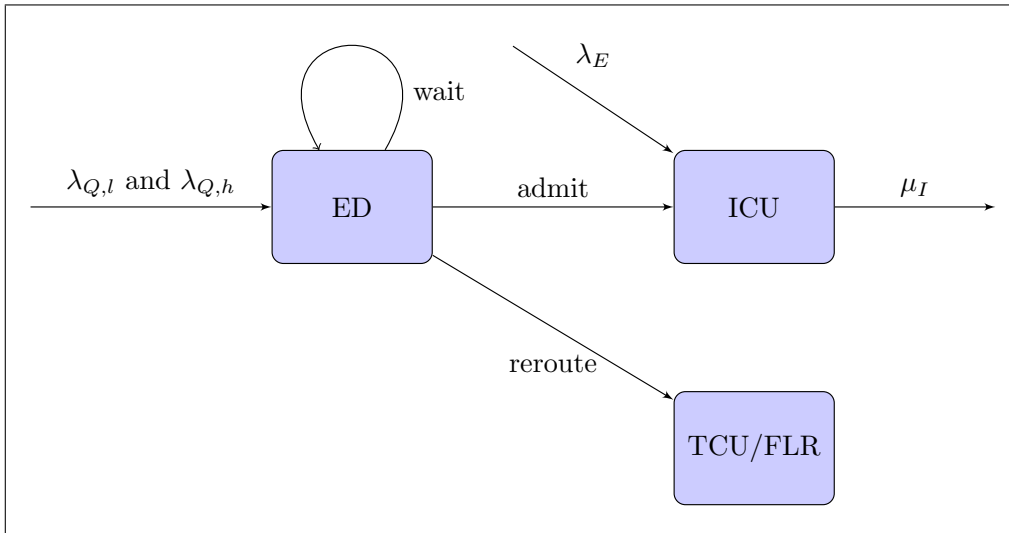 λ_E
wait
λ_{Q,l} and λ_{Q,h}
ED
admit
ICU
μ_I
reroute
TCU/FLR